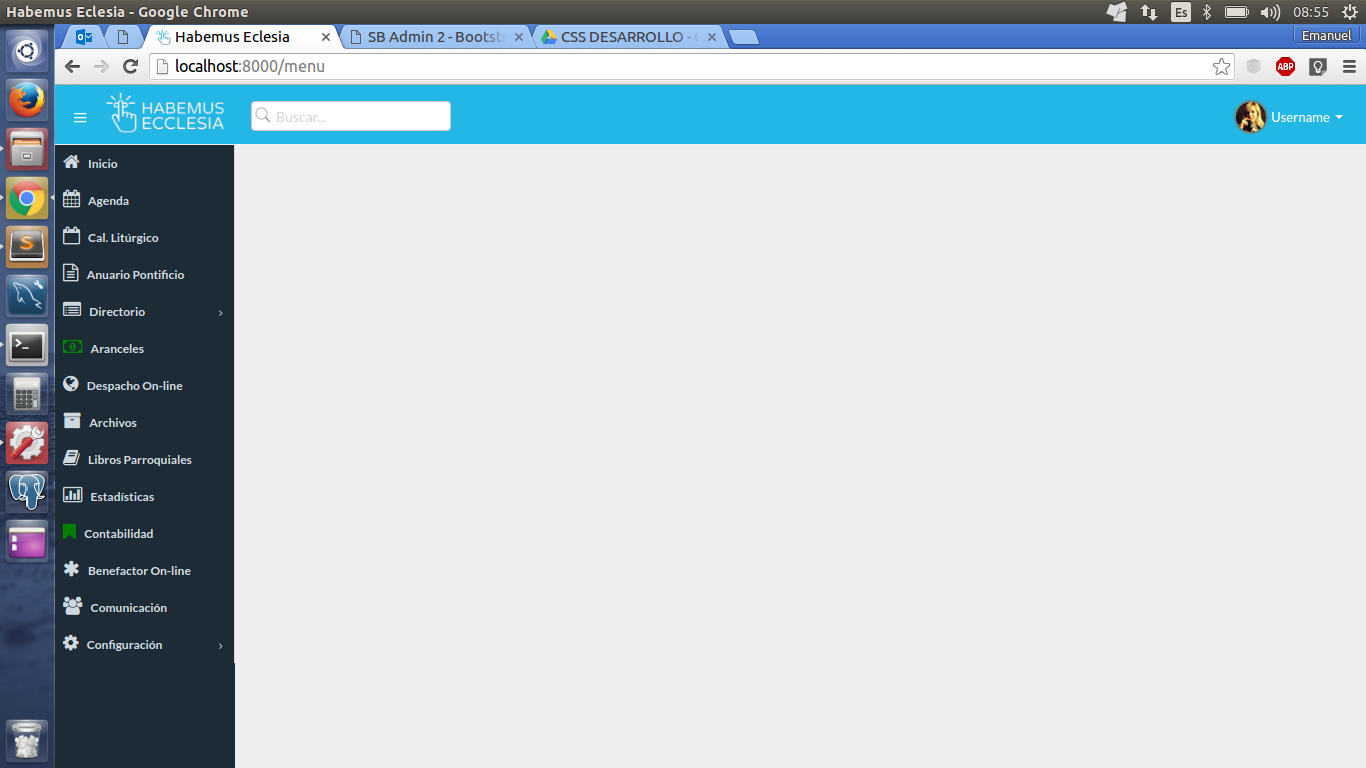 Habemus Eclesia - Google Chrome
Es
08:55
Habemus Eclesia
SB Admin 2 - Bootst
CSS DESARROLLO -
Emanuel
localhost:8000/menu
ABP
HABEMUS
ECCLESIA
Buscar...
Username
Inicio
Agenda
Cal. Litúrgico
Anuario Pontificio
Directorio
Aranceles
Despacho On-line
Archivos
Libros Parroquiales
Estadísticas
Contabilidad
Benefactor On-line
Comunicación
Configuración